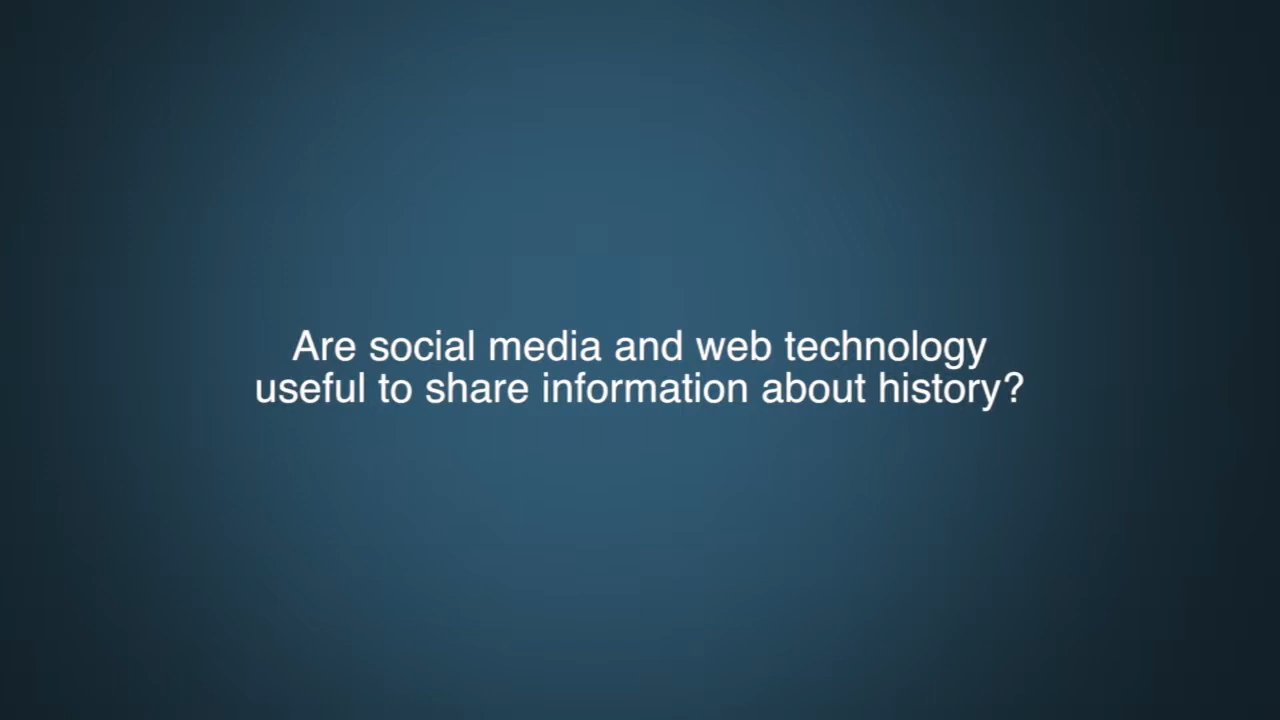 Are social media and web technology
useful to share information about history?